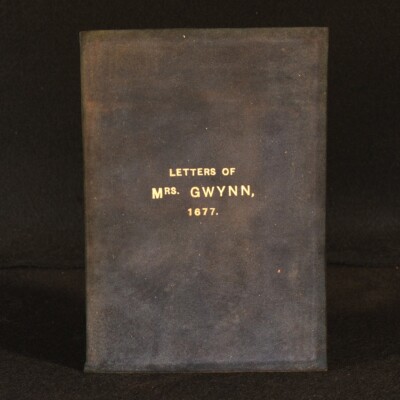 LETTERS OF
MRS. GWYNN,
1677.